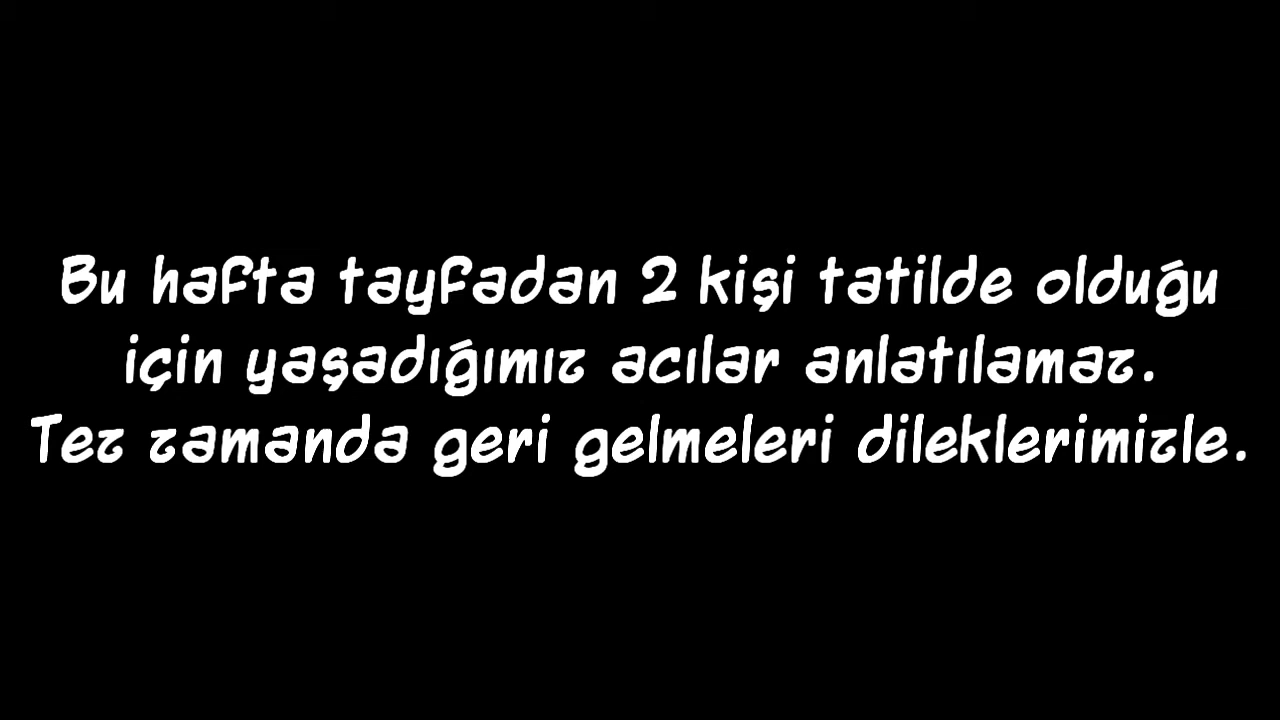 Bu hafta tayfadan 2 kişi tatilde olduğu
için yaşadığımız acılar anlatılamaz.
Tez zamanda geri gelmeleri dileklerimizle.